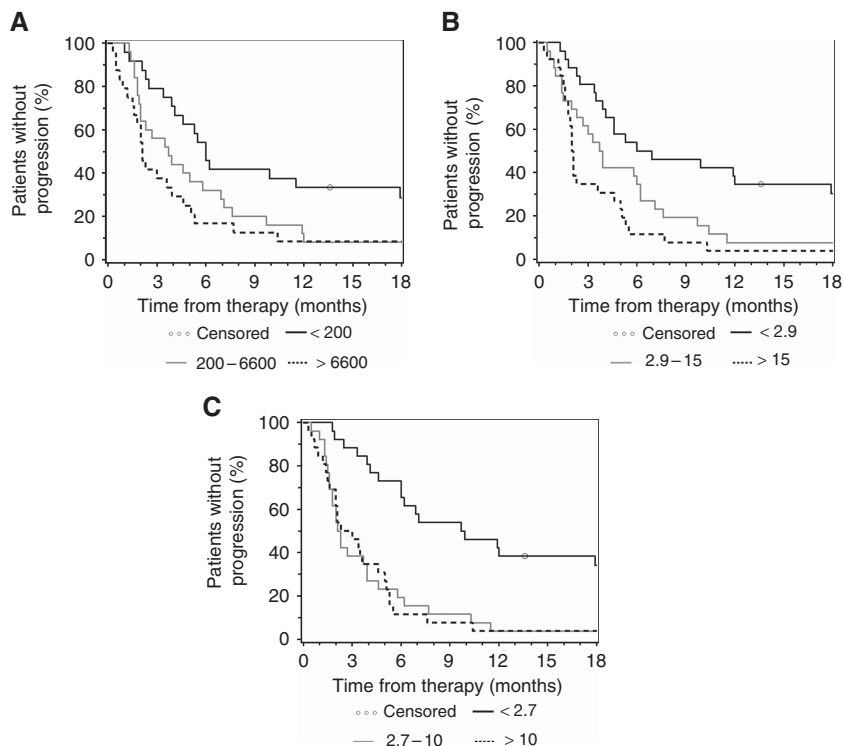 A
100
80
60
40
20
0
Patients without
progression (%)
0 3 6 9 12 15 18
Time from therapy (months)
Censored < 200
200–6600 > 6600
B
100
80
60
40
20
0
Patients without
progression (%)
0 3 6 9 12 15 18
Time from therapy (months)
Censored < 2.9
2.9–15 > 15
C
100
80
60
40
20
0
Patients without
progression (%)
0 3 6 9 12 15 18
Time from therapy (months)
Censored < 2.7
2.7–10 > 10